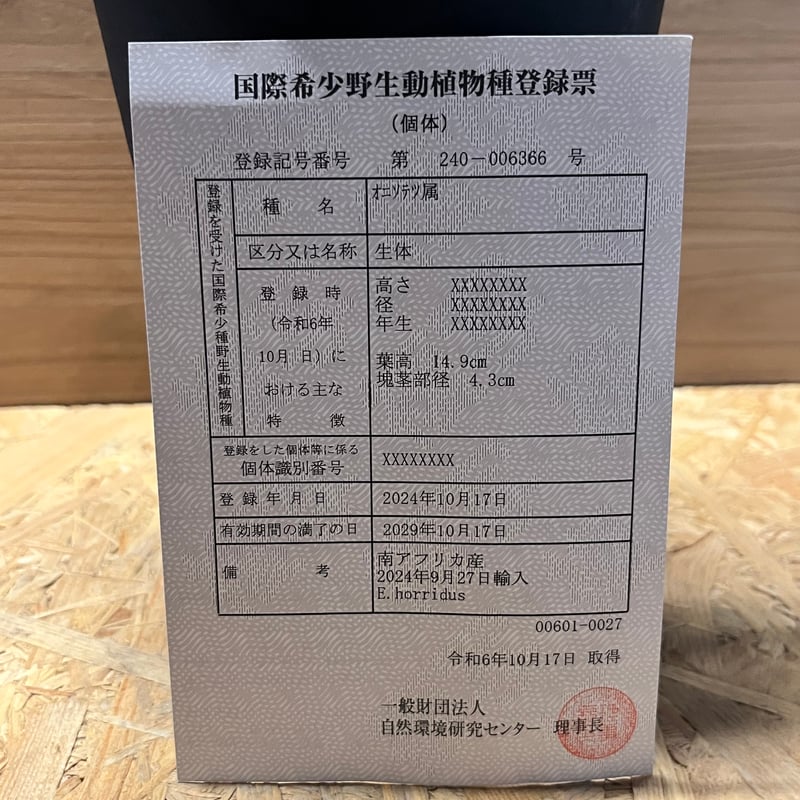 国際希少野生動植物種登録票
(個体)
登録記号番号 第 240-006366 号
登録を受けた国際希少種野生動植物種
種名 ｵﾆｿﾃﾂ属
区分又は名称 生体
登録時
(令和6年
10月 日)に
おける主な
特徴
高さ XXXXXXXX
径 XXXXXXXX
年生 XXXXXXXX
葉高 14.9cm
塊茎部径 4.3cm
登録をした個体等に係る
個体識別番号 XXXXXXXX
登録年月日 2024年10月17日
有効期間の満了の日 2029年10月17日
備考
南アフリカ産
2024年9月27日輸入
E.horridus
00601-0027
令和6年10月17日 取得
一般財団法人
自然環境研究センター 理事長